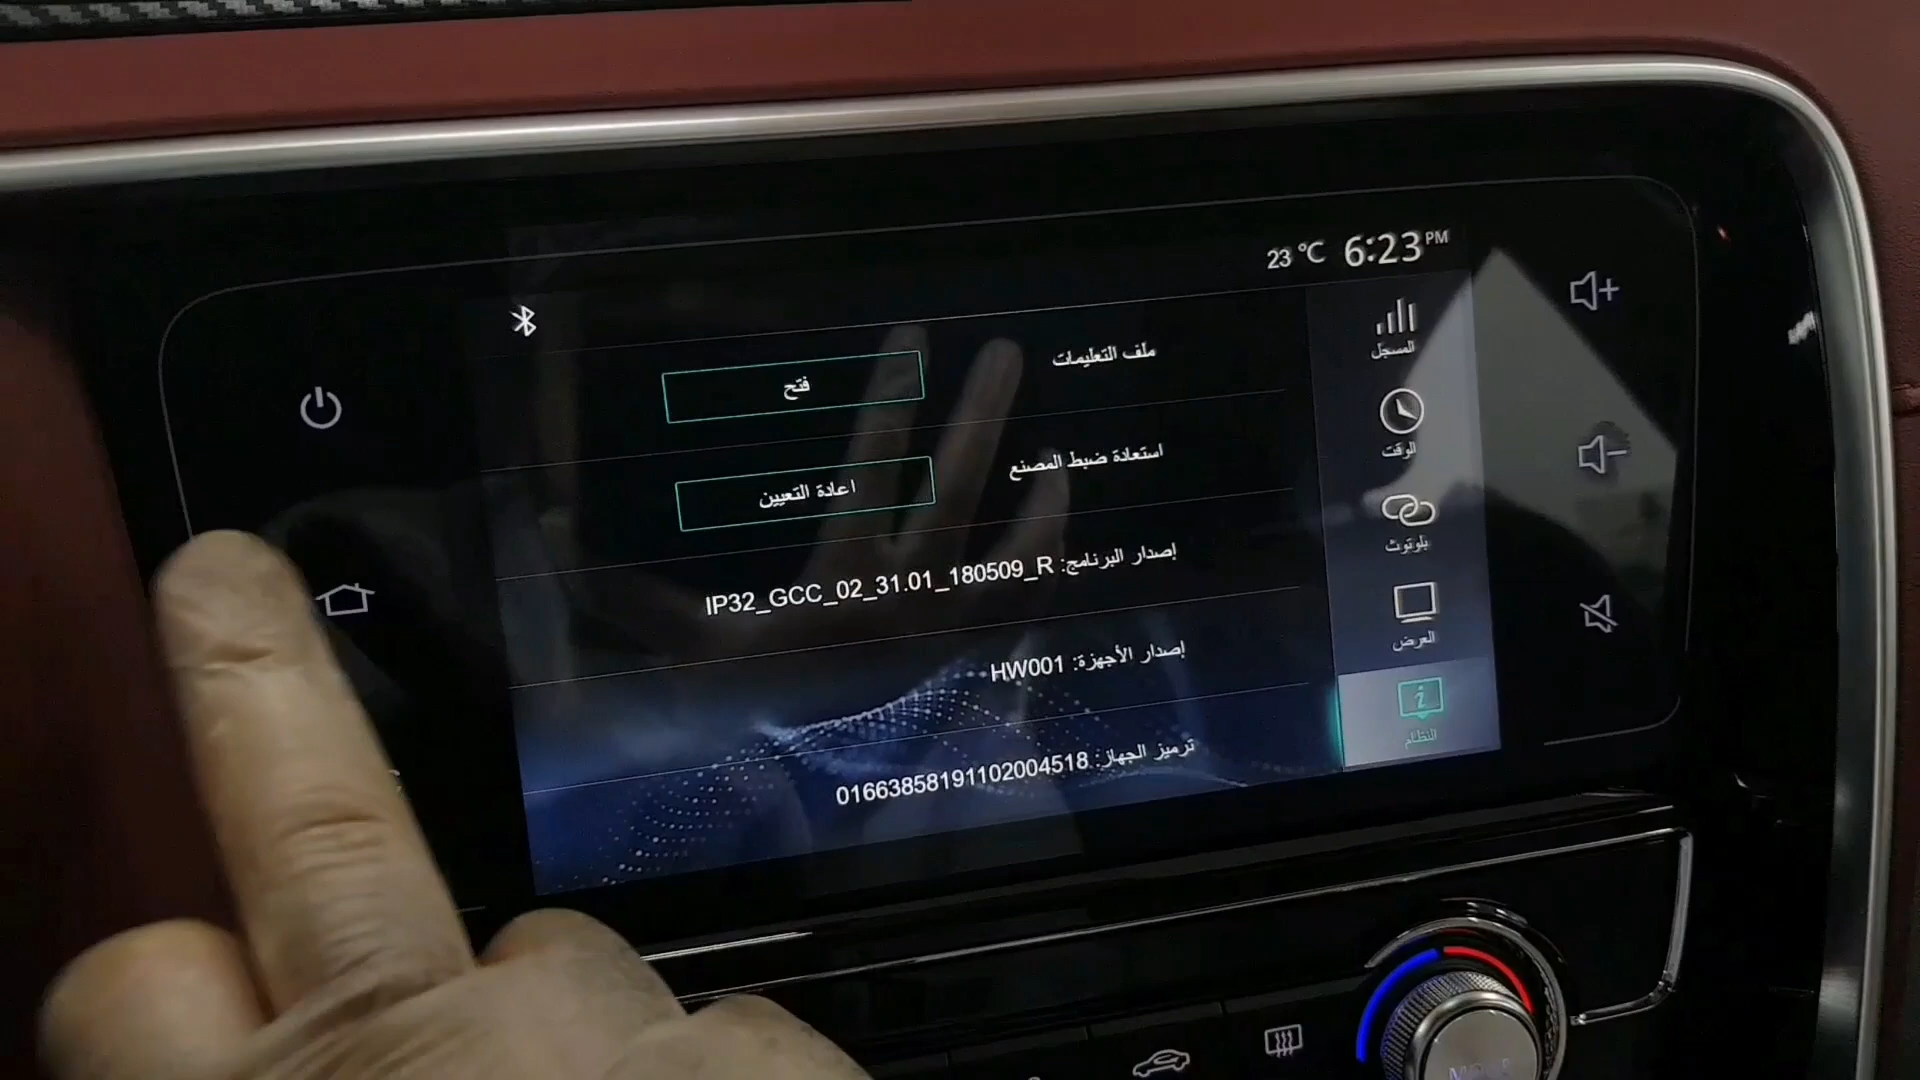 23 °C 6:23 PM
ملف التعليمات
فتح
استعادة ضبط المصنع
اعادة التعيين
إصدار البرنامج: IP32_GCC_02_31.01_180509_R
إصدار الأجهزة: HW001
ترميز الجهاز: 01663858191102004518
المسجل
الوقت
بلوتوث
العرض
النظام